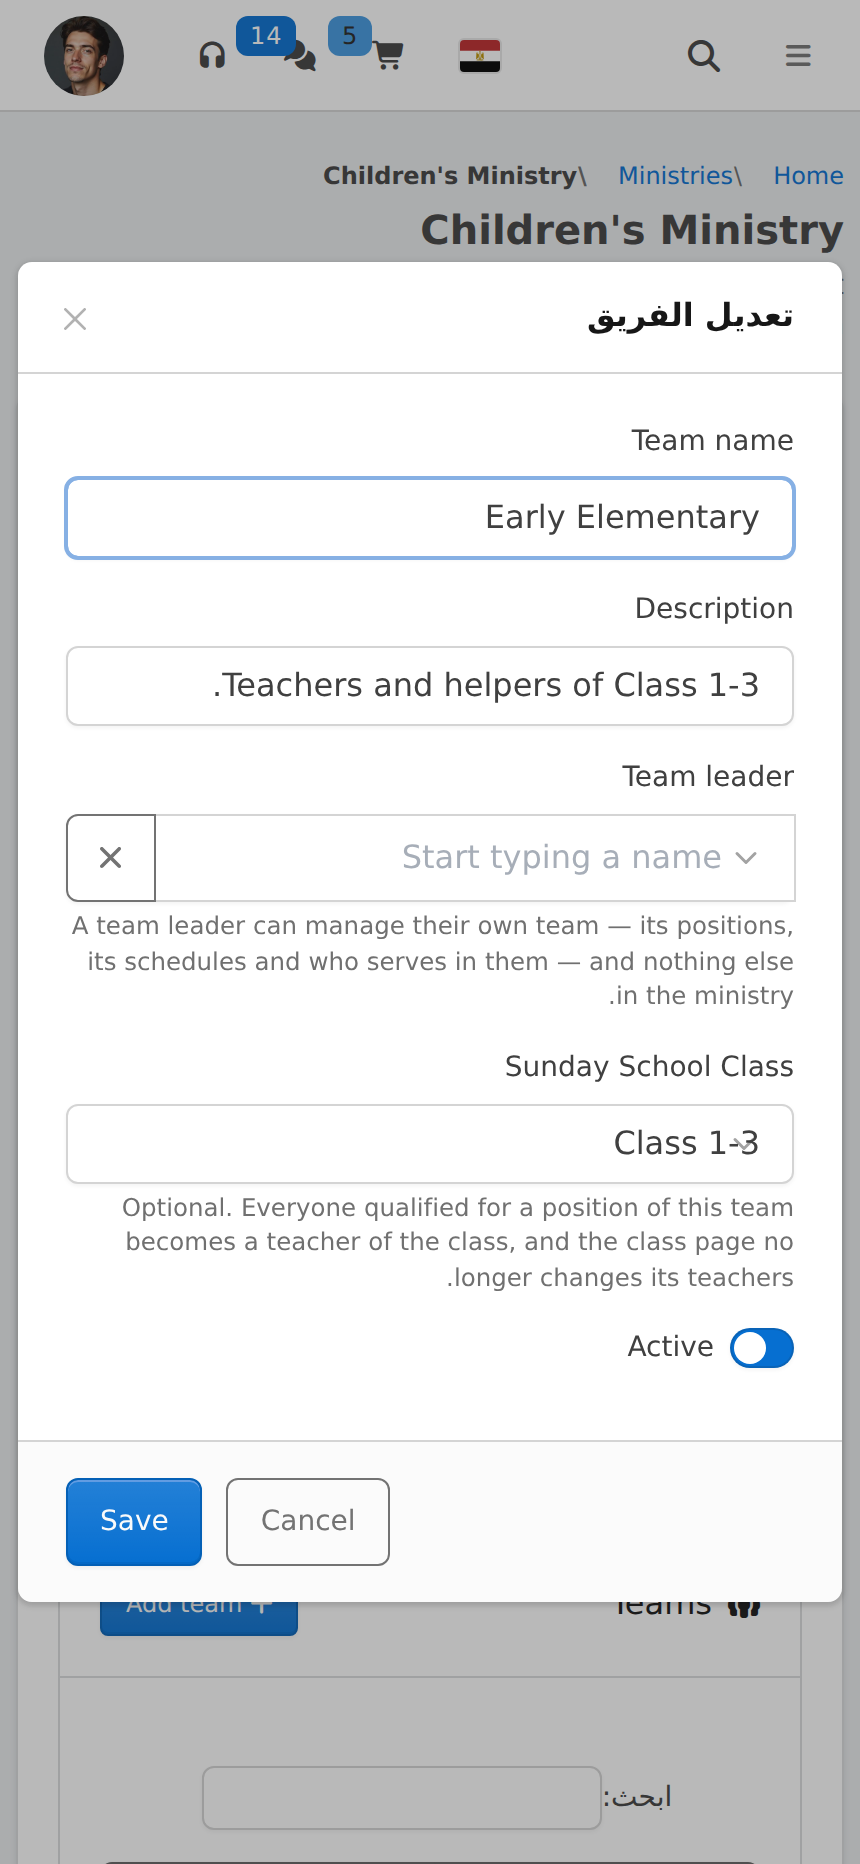 14
5
Home
Ministries\
Children's Ministry\
Children's Ministry
تعديل الفريق
Team name
Early Elementary
Description
Teachers and helpers of Class 1-3.
Team leader
Start typing a name
A team leader can manage their own team — its positions,
its schedules and who serves in them — and nothing else
in the ministry.
Sunday School Class
Class 1-3
Optional. Everyone qualified for a position of this team
becomes a teacher of the class, and the class page no
longer changes its teachers.
Active
Save
Cancel
Teams
Add team
ابحث: